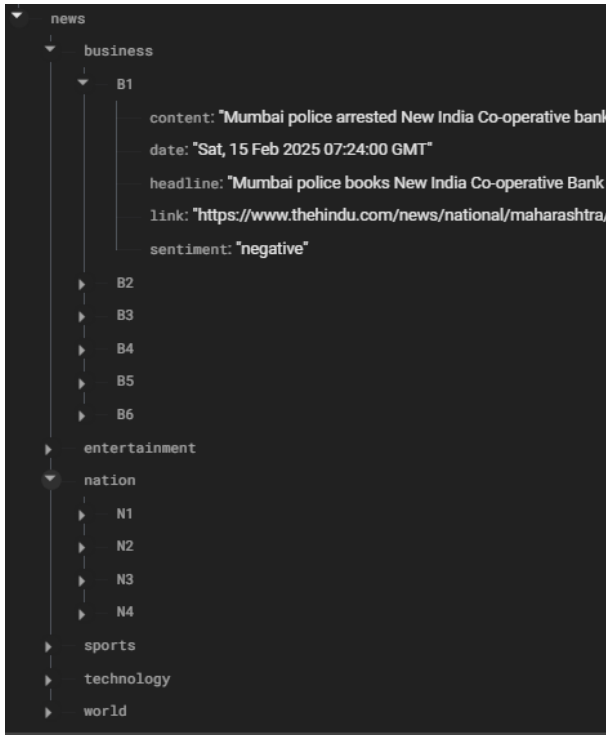 news
business
B1
content: "Mumbai police arrested New India Co-operative bank
date: "Sat, 15 Feb 2025 07:24:00 GMT"
headline: "Mumbai police books New India Co-operative Bank
link: "https://www.thehindu.com/news/national/maharashtra/
sentiment: "negative"
B2
B3
B4
B5
B6
entertainment
nation
N1
N2
N3
N4
sports
technology
world